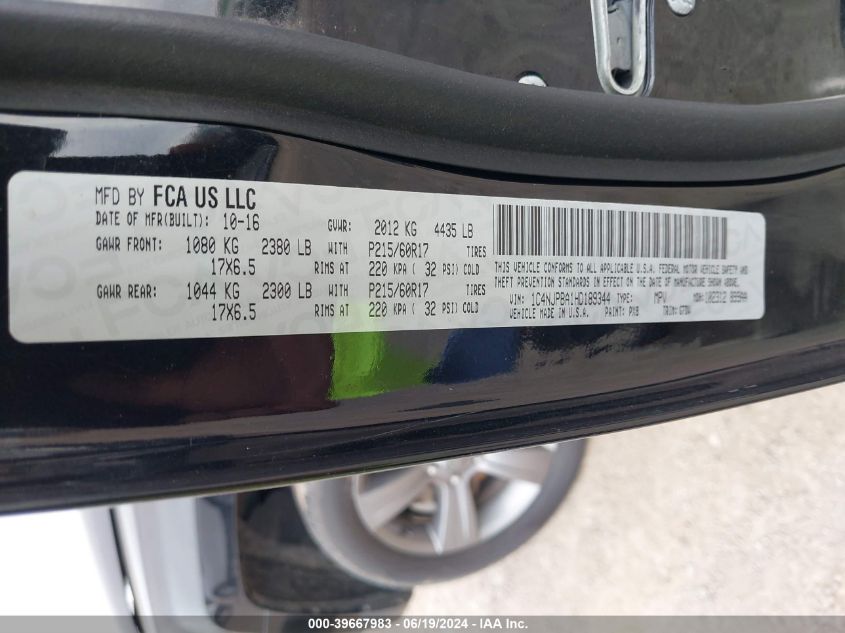 MFD BY FCA US LLC
DATE OF MFR(BUILT): 10-16 GVWR: 2012 KG 4435 LB
GAWR FRONT: 1080 KG 2380 LB WITH P215/60R17 TIRES
17X6.5 RIMS AT 220 KPA ( 32 PSI) COLD
GAWR REAR: 1044 KG 2300 LB WITH P215/60R17
17X6.5 RIMS AT 220 KPA ( 32 PSI) COLD
THIS VEHICLE CONFORMS TO ALL APPLICABLE U.S.A. FEDERAL MOTOR VEHICLE SAFETY AND
THEFT PREVENTION STANDARDS IN EFFECT ON THE DATE OF MANUFACTURE SHOWN ABOVE.
VIN: 1C4NJPBA1HD189344 TYPE: MPV MDH: 102312 899
VEHICLE MADE IN U.S.A. PAINT: PX8 TRIM:
000-39667983 - 06/19/2024 - IAA Inc.